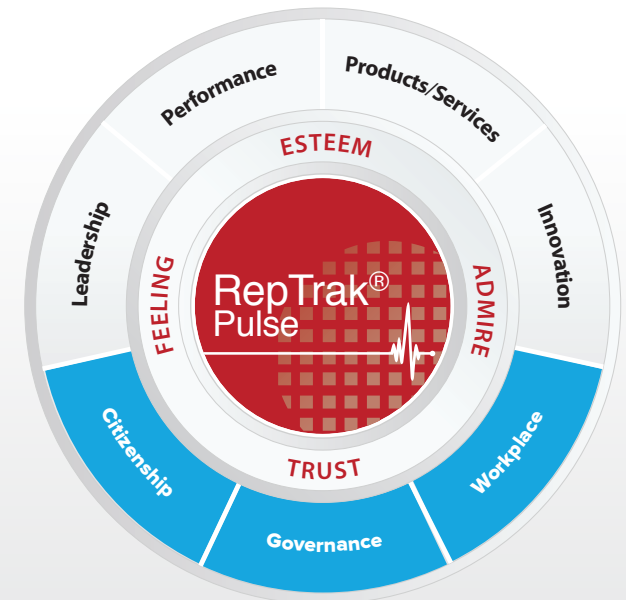 Performance
Products/Services
Innovation
Workplace
Governance
Citizenship
Leadership
ESTEEM
ADMIRE
TRUST
FEELING
RepTrak®
Pulse